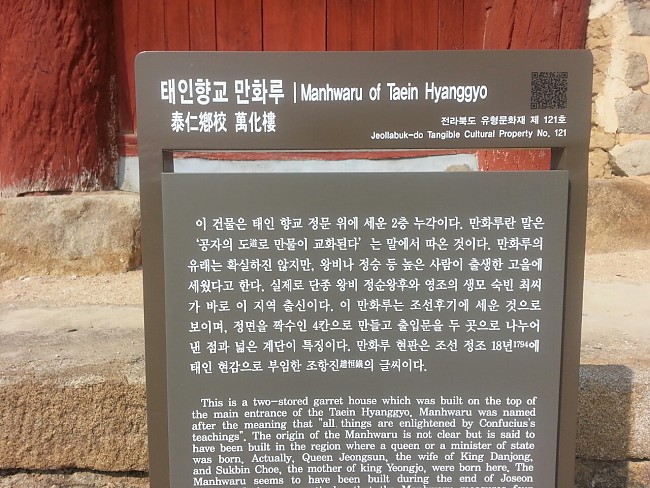 태인향교 만화루 | Manhwaru of Taein Hyanggyo
泰仁鄕校 萬化樓
전라북도 유형문화재 제 121호
Jeollabuk-do Tangible Cultural Property No. 121
이 건물은 태인 향교 정문 위에 세운 2층 누각이다. 만화루란 말은
‘공자의 도道로 만물이 교화된다’ 는 말에서 따온 것이다. 만화루의
유래는 확실하진 않지만, 왕비나 정승 등 높은 사람이 출생한 고을에
세웠다고 한다. 실제로 단종 왕비 정순왕후와 영조의 생모 숙빈 최씨
가 바로 이 지역 출신이다. 이 만화루는 조선후기에 세운 것으로
보이며, 정면을 짝수인 4칸으로 만들고 출입문을 두 곳으로 나누어
낸 점과 넓은 계단이 특징이다. 만화루 현판은 조선 정조 18년1794에
태인 현감으로 부임한 조항진趙恒鎭의 글씨이다.
This is a two-stored garret house which was built on the top of
the main entrance of the Taein Hyanggyo. Manhwaru was named
after the meaning that "all things are enlightened by Confucius's
teachings". The origin of the Manhwaru is not clear but is said to
have been built in the region where a queen or a minister of state
was born. Actually, Queen Jeongsun, the wife of King Danjong,
and Sukbin Choe, the mother of king Yeongjo, were born here. The
Manhwaru seems to have been built during the end of Joseon